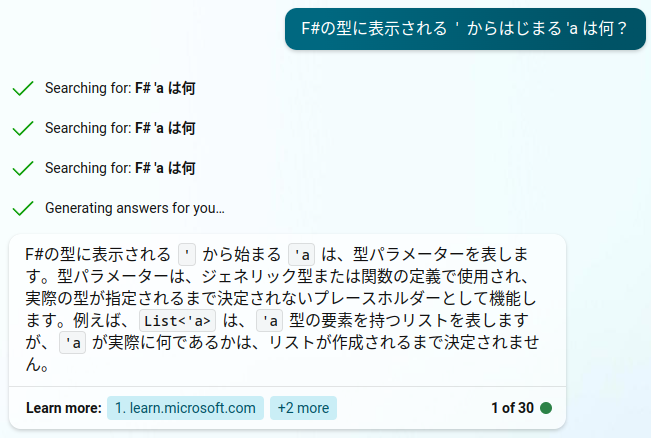 F#の型に表示される ' からはじまる 'a は何？
Searching for: F# 'a は何
Searching for: F# 'a は何
Searching for: F# 'a は何
Generating answers for you…
F#の型に表示される ' から始まる 'a は、型パラメーターを表しま
す。型パラメーターは、ジェネリック型または関数の定義で使用され、
実際の型が指定されるまで決定されないプレースホルダーとして機能し
ます。例えば、 List<'a> は、 'a 型の要素を持つリストを表します
が、 'a が実際に何であるかは、リストが作成されるまで決定されませ
ん。
Learn more: 1. learn.microsoft.com +2 more 1 of 30